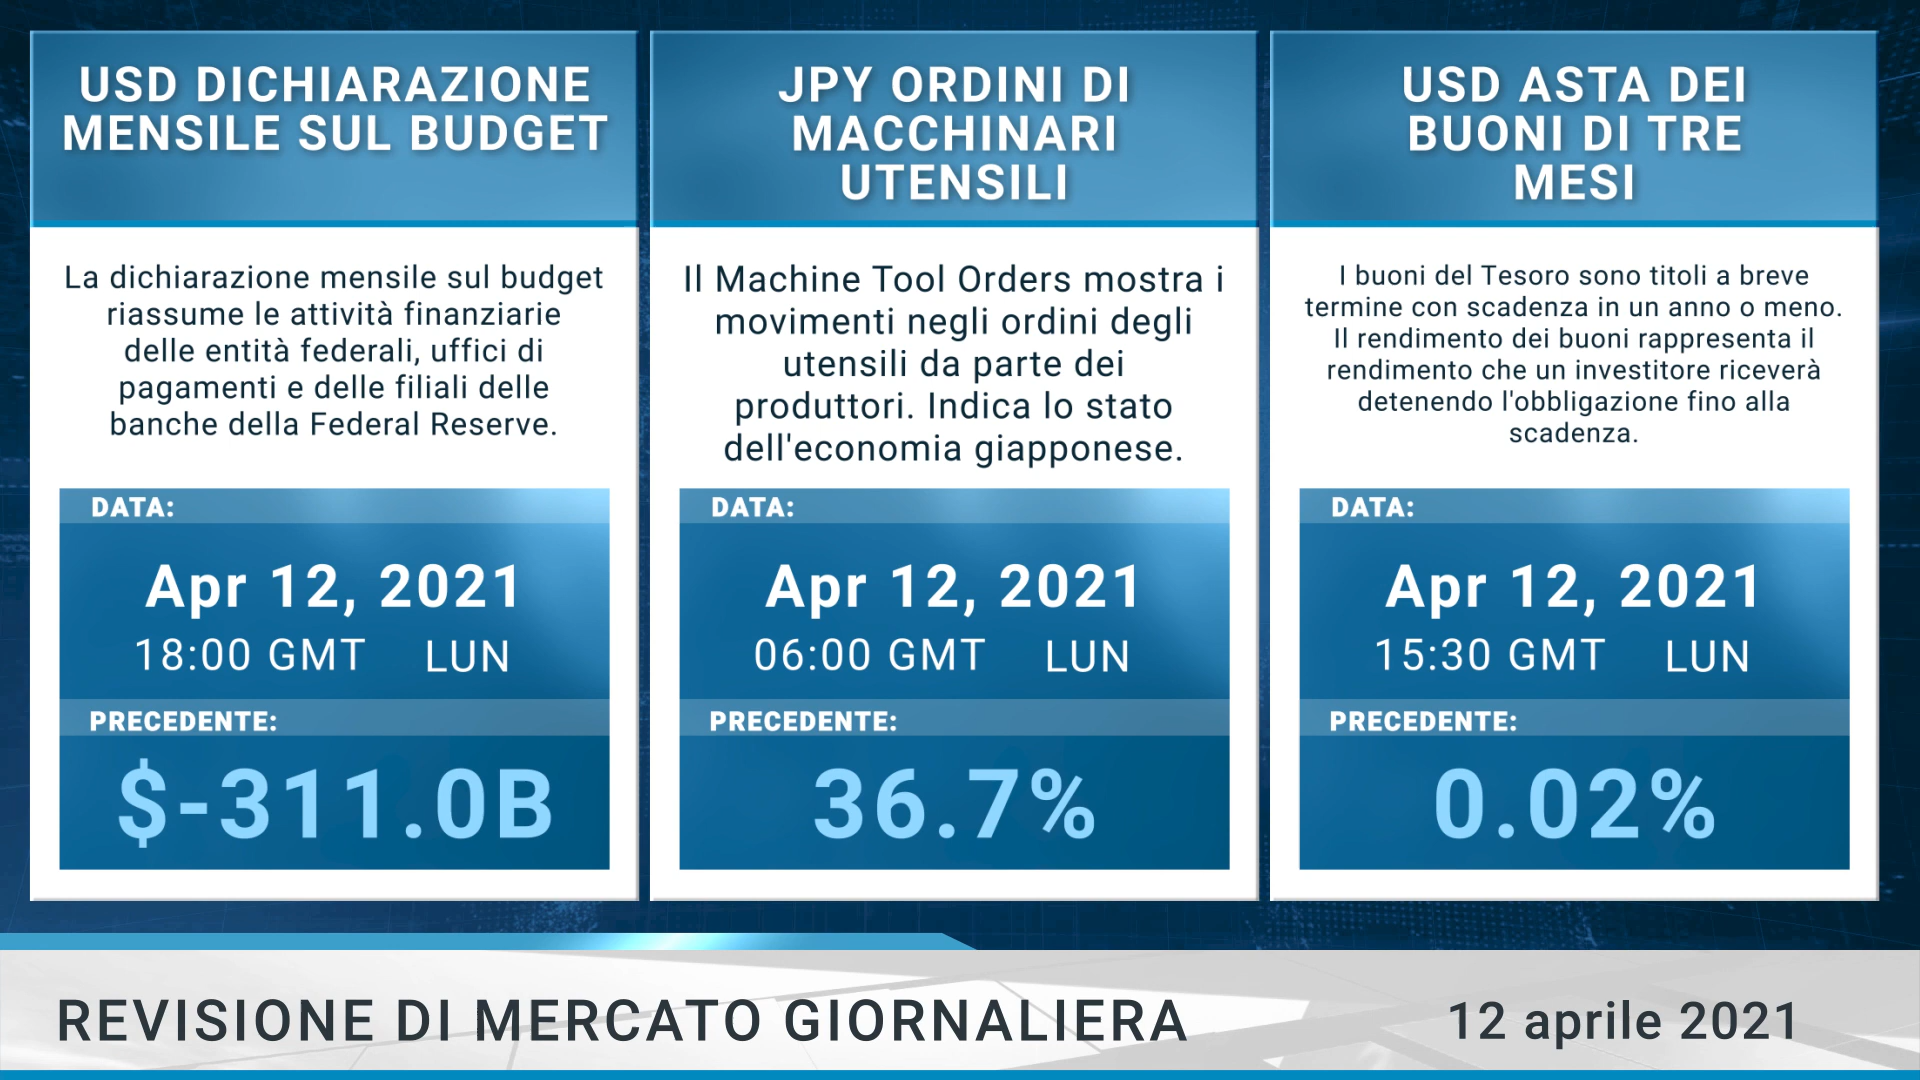 USD DICHIARAZIONE
MENSILE SUL BUDGET
La dichiarazione mensile sul budget
riassume le attività finanziarie
delle entità federali, uffici di
pagamenti e delle filiali delle
banche della Federal Reserve.
DATA:
Apr 12, 2021
18:00 GMT LUN
PRECEDENTE:
$-311.0B
JPY ORDINI DI
MACCHINARI
UTENSILI
Il Machine Tool Orders mostra i
movimenti negli ordini degli
utensili da parte dei
produttori. Indica lo stato
dell'economia giapponese.
DATA:
Apr 12, 2021
06:00 GMT LUN
PRECEDENTE:
36.7%
USD ASTA DEI
BUONI DI TRE
MESI
I buoni del Tesoro sono titoli a breve
termine con scadenza in un anno o meno.
Il rendimento dei buoni rappresenta il
rendimento che un investitore riceverà
detenendo l'obbligazione fino alla
scadenza.
DATA:
Apr 12, 2021
15:30 GMT LUN
PRECEDENTE:
0.02%
REVISIONE DI MERCATO GIORNALIERA
12 aprile 2021